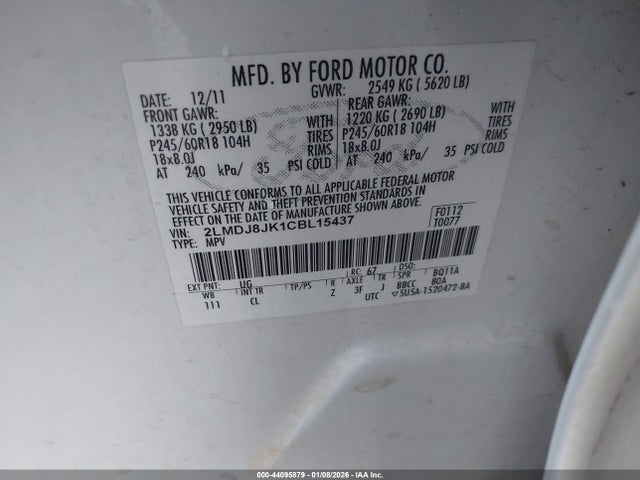 MFD. BY FORD MOTOR CO.
DATE: 12/11 GVWR: 2549 KG ( 5620 LB)
FRONT GAWR: REAR GAWR:
1338 KG ( 2950 LB) WITH 1220 KG ( 2690 LB) WITH
P245/60R18 104H TIRES P245/60R18 104H TIRES
18x8.0J RIMS 18x8.0J RIMS
AT 240 kPa/ 35 PSI COLD AT 240 kPa/ 35 PSI COLD
THIS VEHICLE CONFORMS TO ALL APPLICABLE FEDERAL MOTOR
VEHICLE SAFETY AND THEFT PREVENTION STANDARDS IN
EFFECT ON THE DATE OF MANUFACTURE SHOWN ABOVE.
VIN: 2LMDJ8JK1CBL15437 F0112
TYPE: MPV T0077
EXT PNT: UG RC: 67 DSO:
WB INT TR TP/PS R AXLE TR SPR BQ11A
111 CL Z 3F J BBCC 80A
UTC 5U5A-1520472-BA
000-44095879 - 01/08/2026 - IAA Inc.